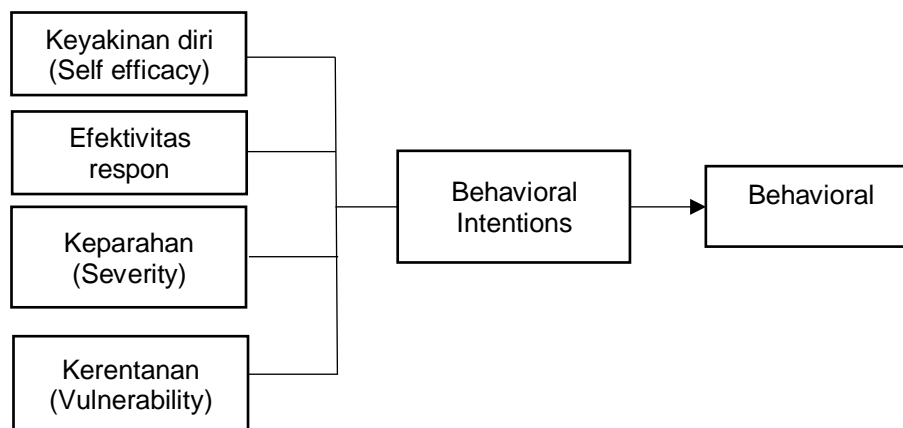 Keyakinan diri
(Self efficacy)
Efektivitas
respon
Keparahan
(Severity)
Kerentanan
(Vulnerability)
Behavioral
Intentions
Behavioral